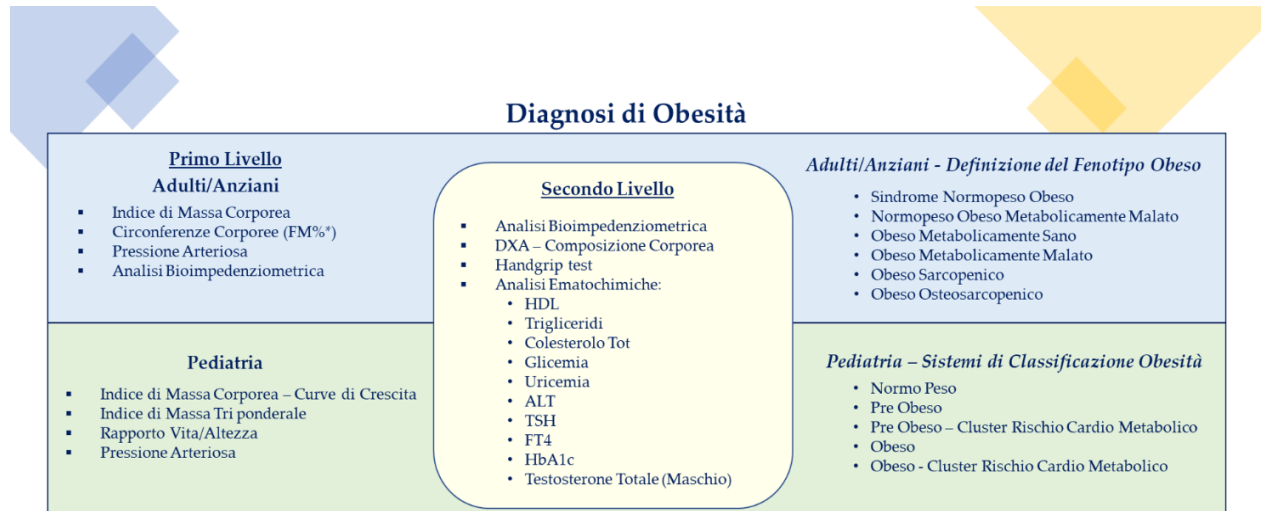 Diagnosi di Obesità
Primo Livello
Adulti/Anziani
▪ Indice di Massa Corporea
▪ Circonferenze Corporee (FM%*)
▪ Pressione Arteriosa
▪ Analisi Bioimpedenziometrica
Pediatria
▪ Indice di Massa Corporea – Curve di Crescita
▪ Indice di Massa Tri ponderale
▪ Rapporto Vita/Altezza
▪ Pressione Arteriosa
Secondo Livello
▪ Analisi Bioimpedenziometrica
▪ DXA – Composizione Corporea
▪ Handgrip test
▪ Analisi Ematochimiche:
• HDL
• Trigliceridi
• Colesterolo Tot
• Glicemia
• Uricemia
• ALT
• TSH
• FT4
• HbA1c
• Testosterone Totale (Maschio)
Adulti/Anziani - Definizione del Fenotipo Obeso
• Sindrome Normopeso Obeso
• Normopeso Obeso Metabolicamente Malato
• Obeso Metabolicamente Sano
• Obeso Metabolicamente Malato
• Obeso Sarcopenico
• Obeso Osteosarcopenico
Pediatria – Sistemi di Classificazione Obesità
• Normo Peso
• Pre Obeso
• Pre Obeso – Cluster Rischio Cardio Metabolico
• Obeso
• Obeso - Cluster Rischio Cardio Metabolico